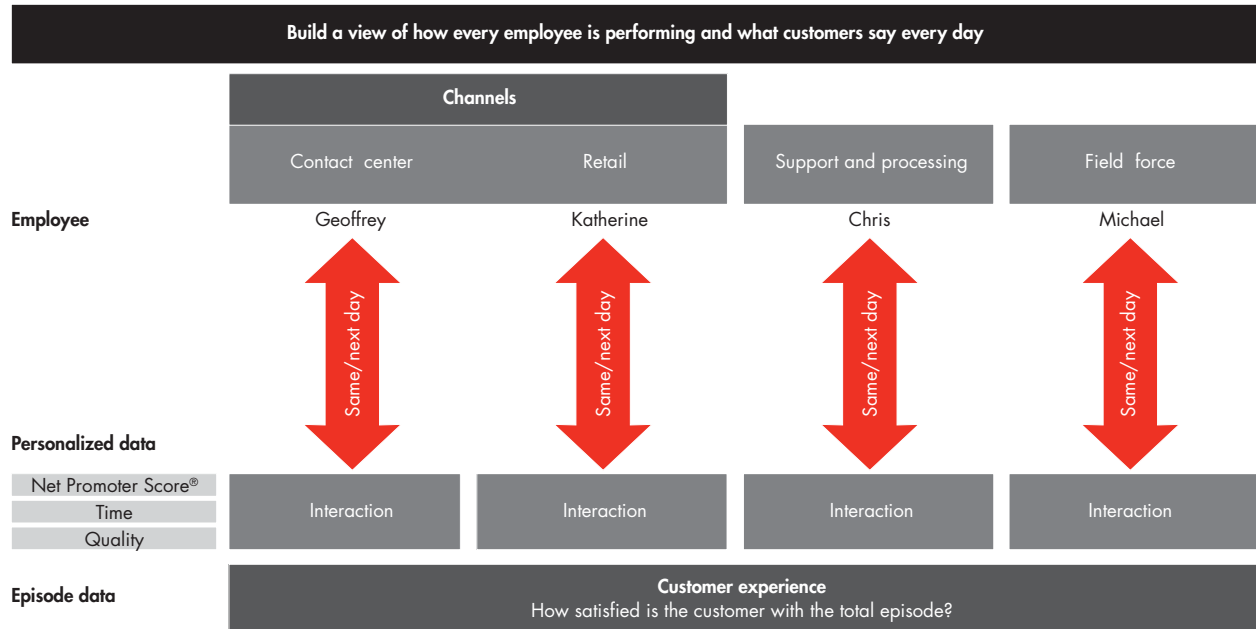 Build a view of how every employee is performing and what customers say every day
Channels
Contact center
Retail
Support and processing
Field force
Employee
Geoffrey
Katherine
Chris
Michael
Same/next day
Same/next day
Same/next day
Same/next day
Personalized data
Net Promoter Score®
Time
Quality
Interaction
Interaction
Interaction
Interaction
Episode data
Customer experience
How satisfied is the customer with the total episode?